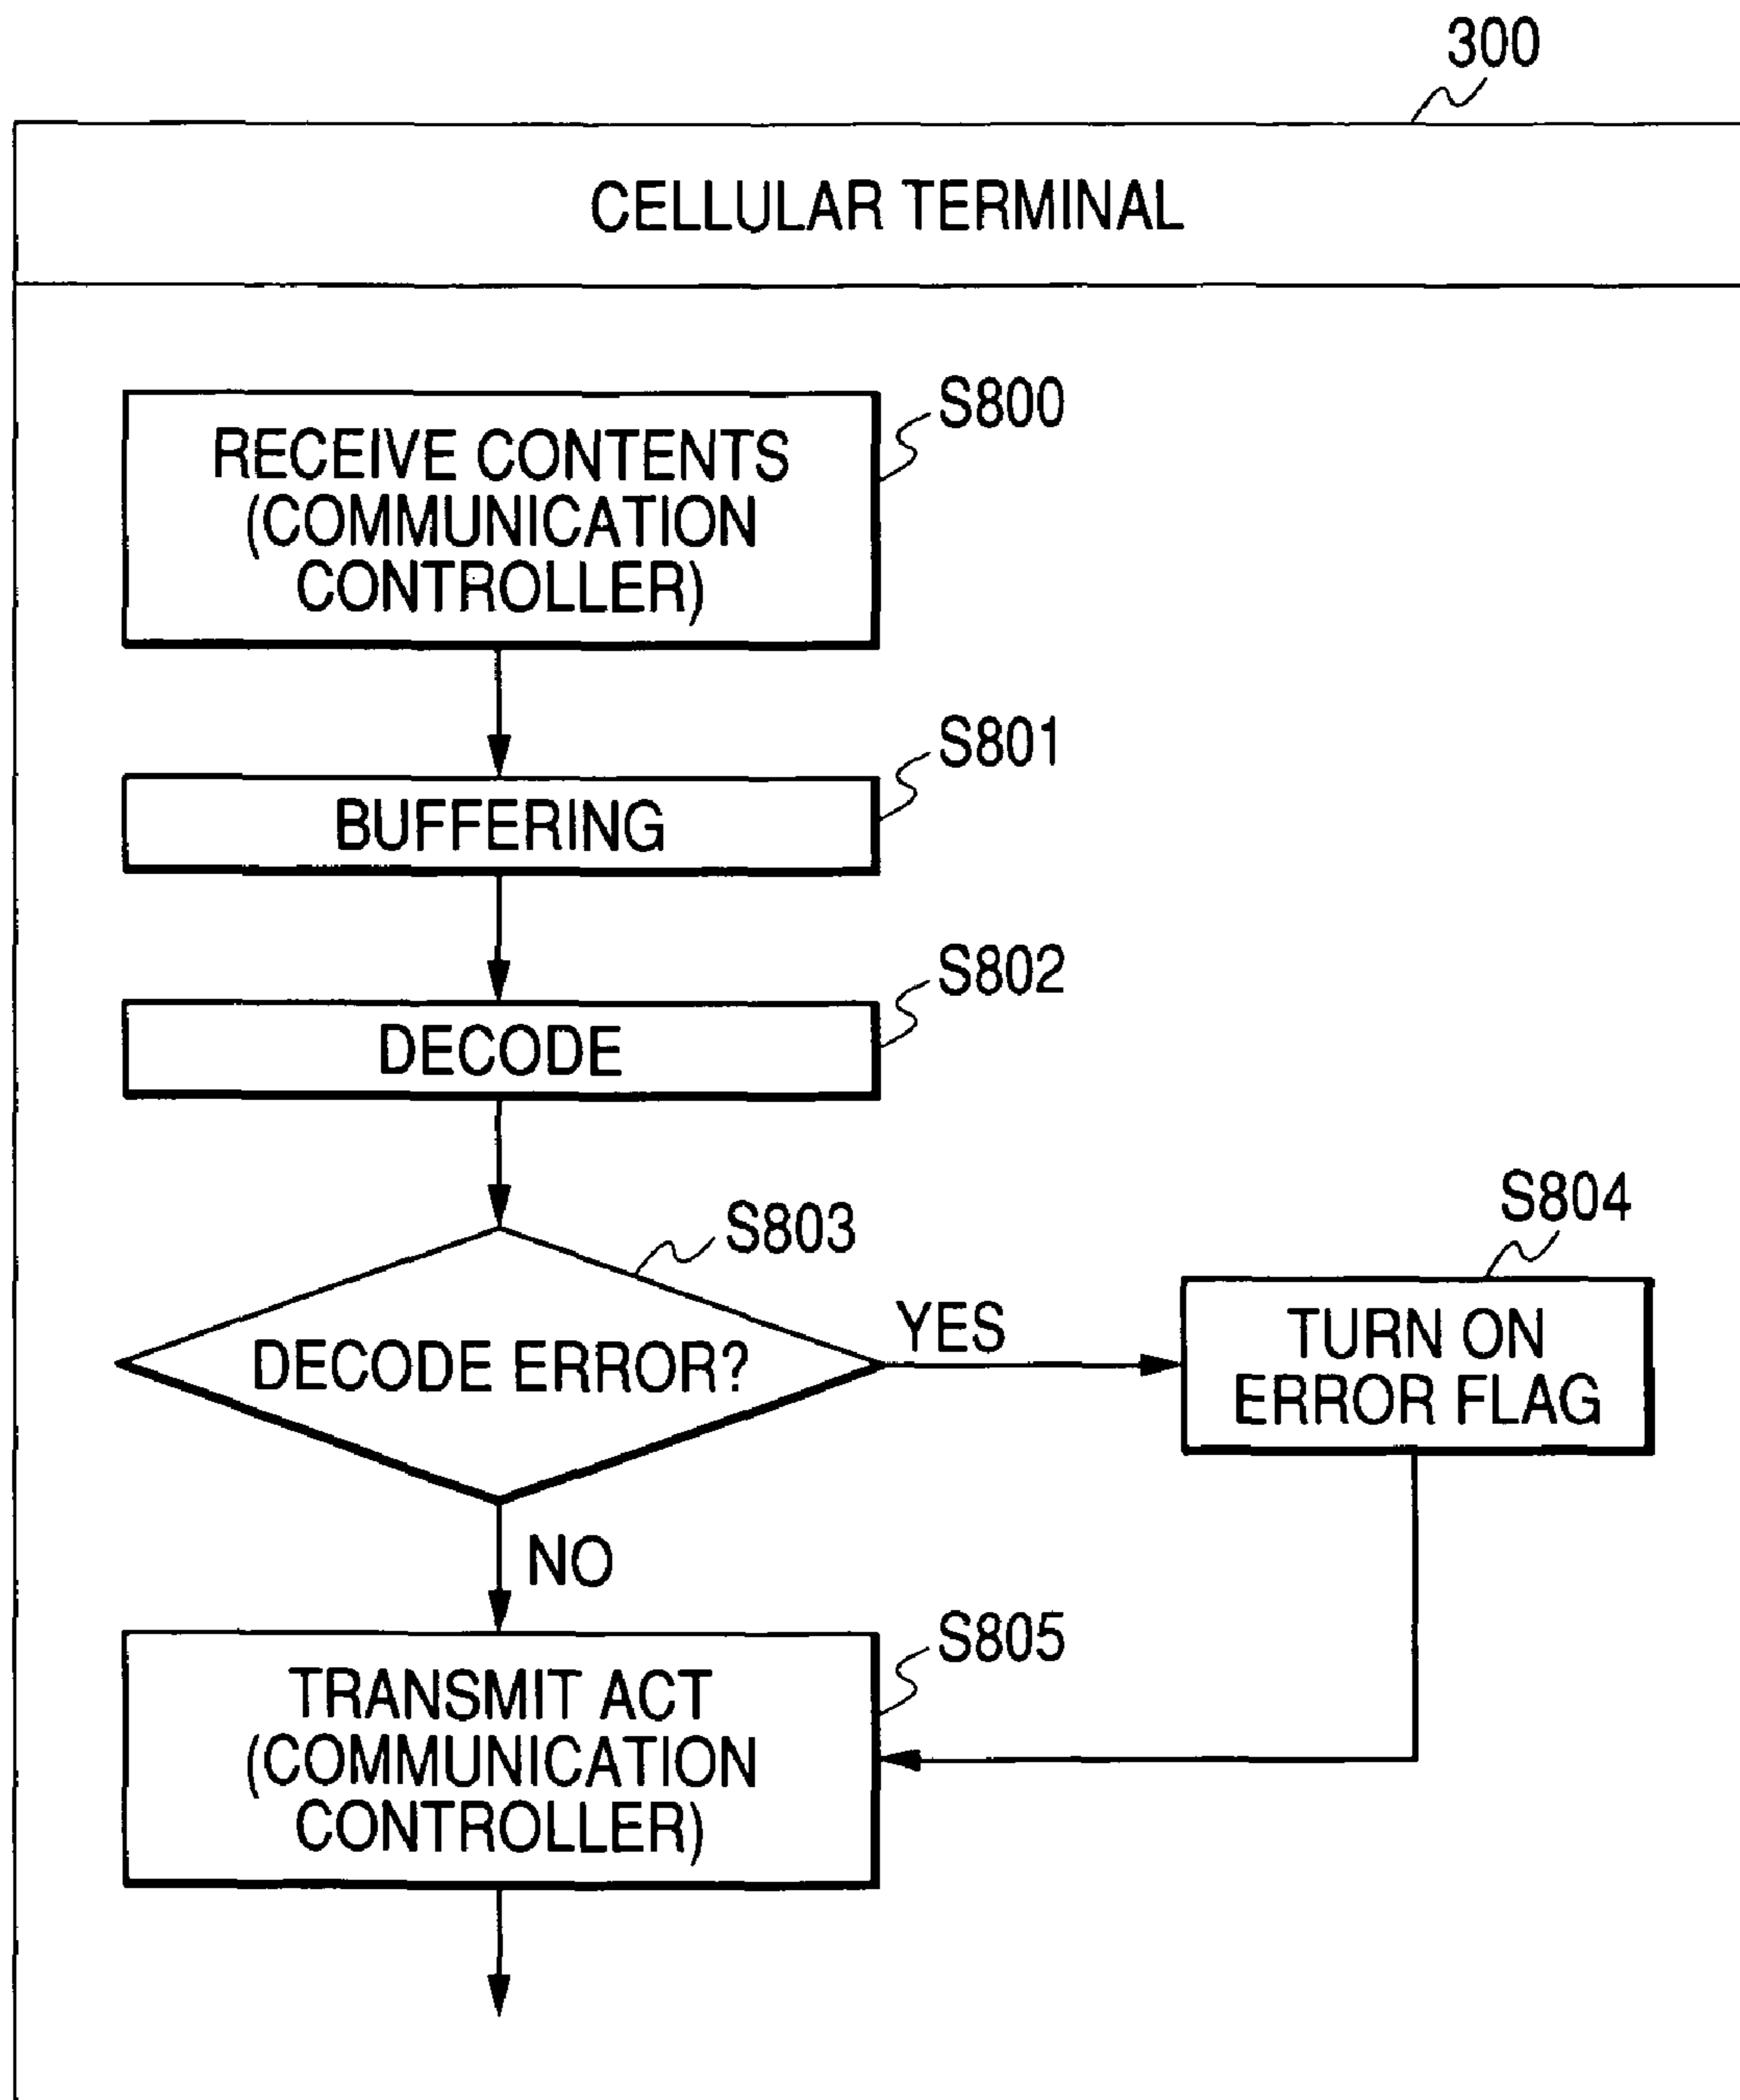 300
CELLULAR TERMINAL
S800
RECEIVE CONTENTS
(COMMUNICATION
CONTROLLER)
S801
BUFFERING
S802
DECODE
S803
DECODE ERROR?
YES
S804
TURN ON
ERROR FLAG
NO
S805
TRANSMIT ACT
(COMMUNICATION
CONTROLLER)